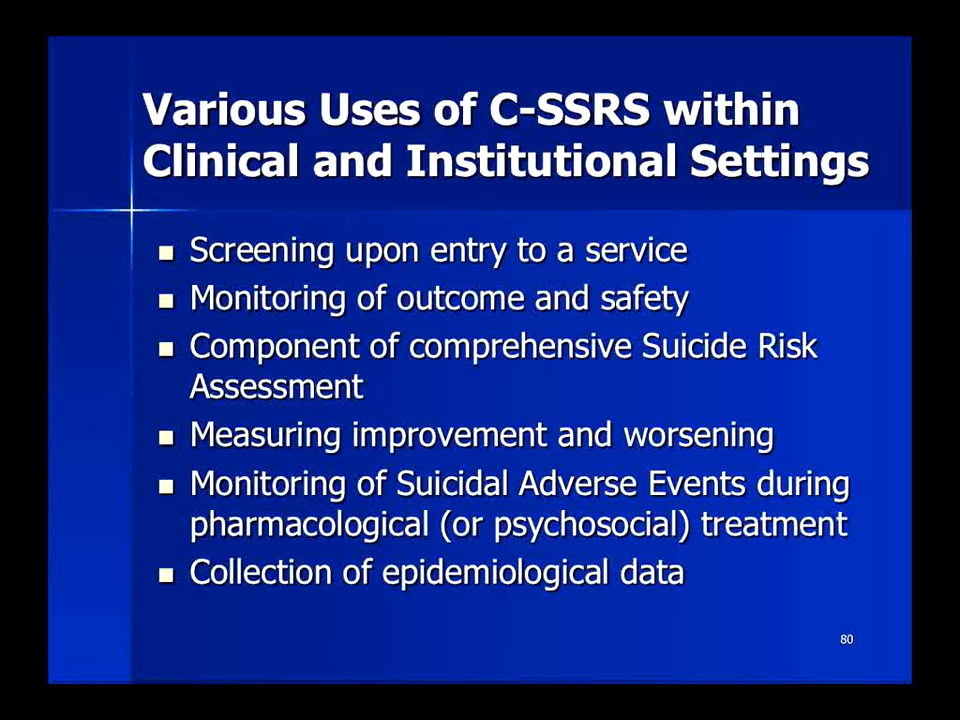 Various Uses of C-SSRS within
Clinical and Institutional Settings
Screening upon entry to a service
Monitoring of outcome and safety
Component of comprehensive Suicide Risk
Assessment
Measuring improvement and worsening
Monitoring of Suicidal Adverse Events during
pharmacological (or psychosocial) treatment
Collection of epidemiological data
80